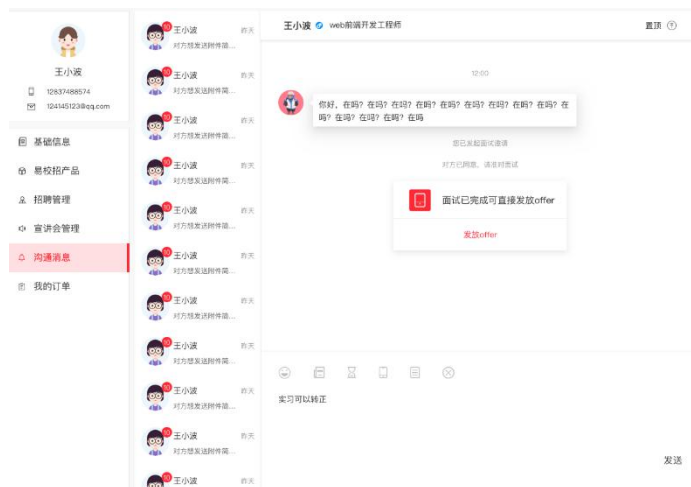 王小波
12837488574
124145123@qq.com
基础信息
易校招产品
招聘管理
宣讲会管理
沟通消息
我的订单
王小波 昨天
对方想发送附件简...
王小波 昨天
对方想发送附件简...
王小波 昨天
对方想发送附件简...
王小波 昨天
对方想发送附件简...
王小波 昨天
对方想发送附件简...
王小波 昨天
对方想发送附件简...
王小波 昨天
对方想发送附件简...
王小波 昨天
对方想发送附件简...
王小波 昨天
对方想发送附件简...
王小波 昨天
对方想发送附件简...
王小波 昨天
王小波 web前端开发工程师 置顶
12:00
你好，在吗？在吗？在吗？在吗？在吗？在吗？在吗？在吗？在吗？在
吗？在吗？在吗？在吗？在吗
您已发起面试邀请
对方已同意，请准时面试
面试已完成可直接发放offer
发放offer
实习可以转正
发送